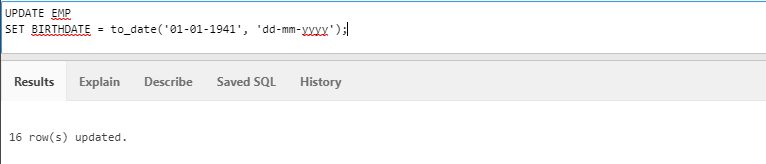 UPDATE EMP
SET BIRTHDATE = to_date('01-01-1941', 'dd-mm-yyyy');
Results Explain Describe Saved SQL History
16 row(s) updated.